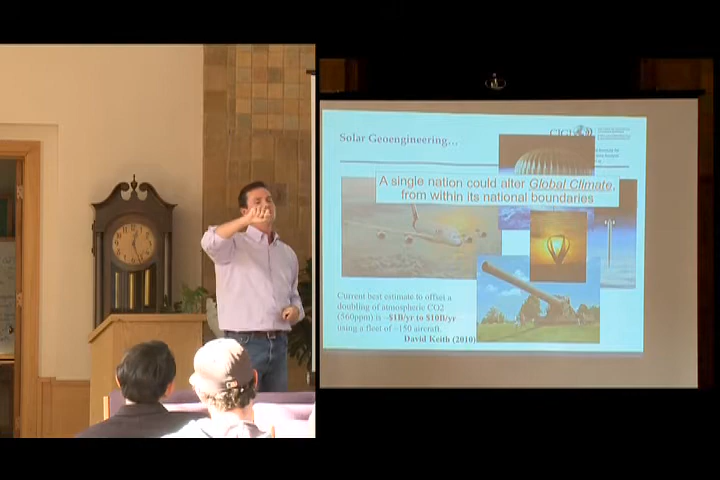 Solar Geoengineering…
CIGI
A single nation could alter Global Climate,
from within its national boundaries
Current best estimate to offset a
doubling of atmospheric CO2
(560ppm) is ~$1B/yr to $10B/yr
using a fleet of ~150 aircraft.
David Keith (2010)